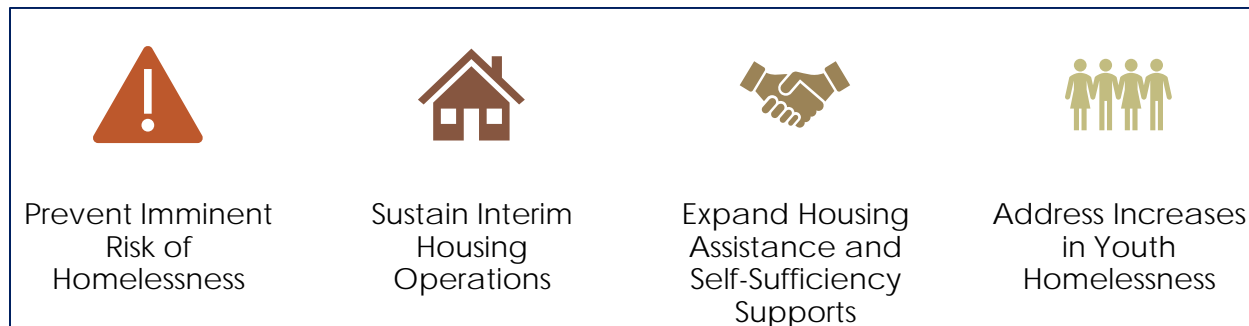 Prevent Imminent
Risk of
Homelessness
Sustain Interim
Housing
Operations
Expand Housing
Assistance and
Self-Sufficiency
Supports
Address Increases
in Youth
Homelessness